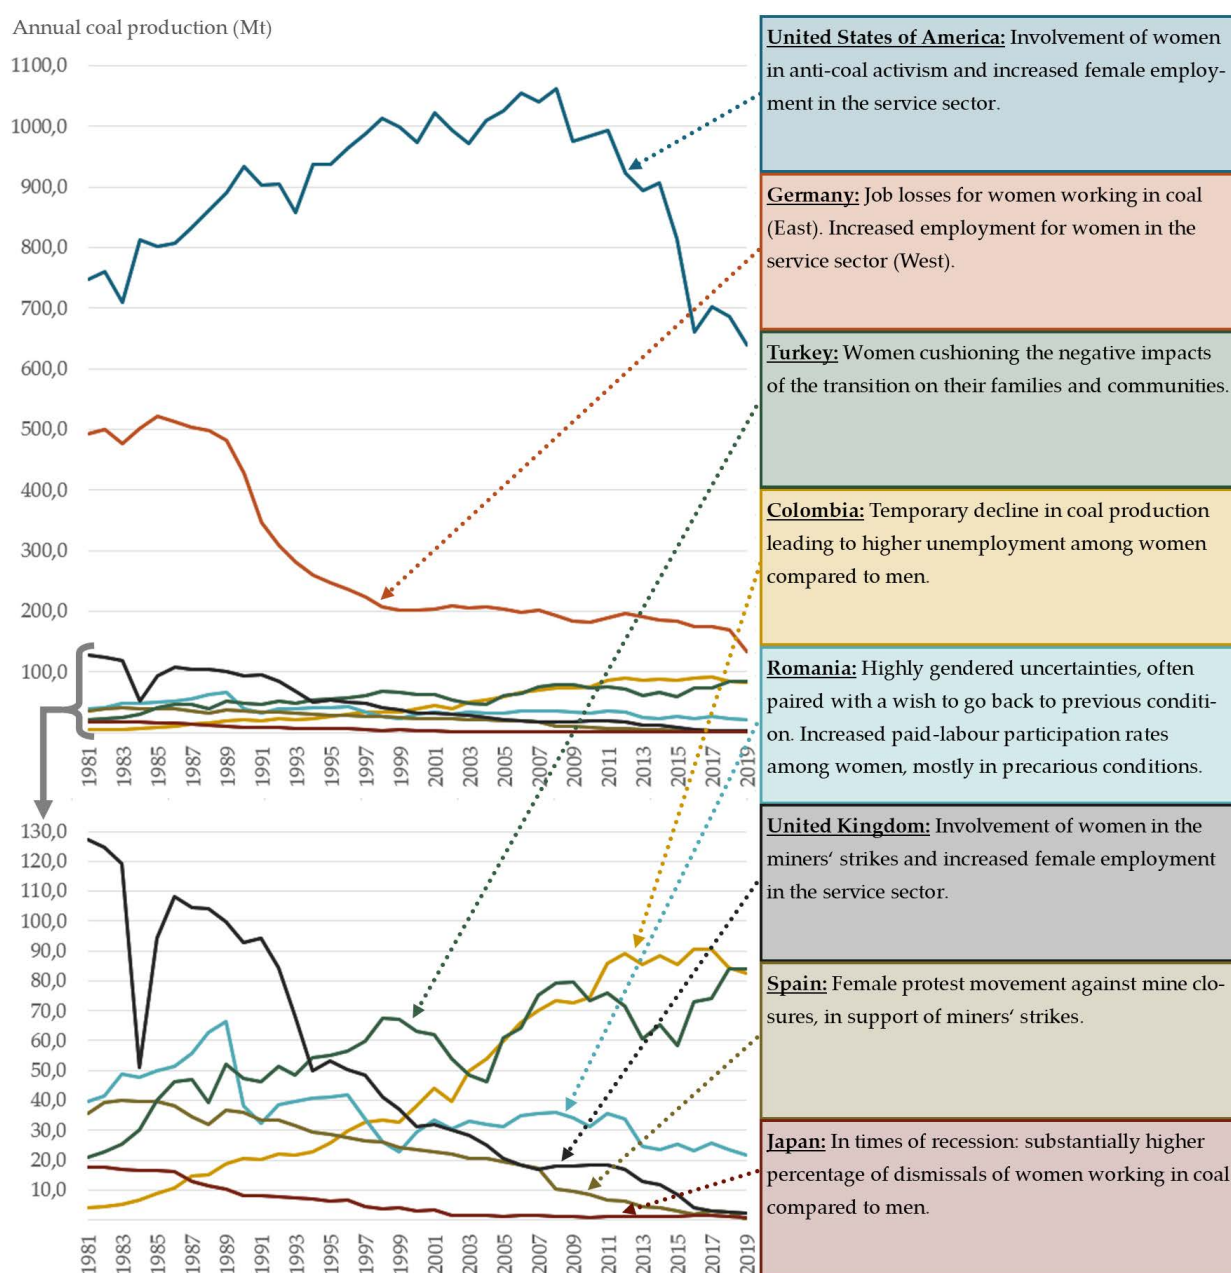 Annual coal production (Mt)
1100,0
1000,0
900,0
800,0
700,0
600,0
500,0
400,0
300,0
200,0
100,0
1981
1983
1985
1987
1989
1991
1993
1995
1997
1999
2001
2003
2005
2007
2009
2011
2013
2015
2017
2019
130,0
120,0
110,0
100,0
90,0
80,0
70,0
60,0
50,0
40,0
30,0
20,0
10,0
1981
1983
1985
1987
1989
1991
1993
1995
1997
1999
2001
2003
2005
2007
2009
2011
2013
2015
2017
2019
United States of America: Involvement of women
in anti-coal activism and increased female employ-
ment in the service sector.
Germany: Job losses for women working in coal
(East). Increased employment for women in the
service sector (West).
Turkey: Women cushioning the negative impacts
of the transition on their families and communities.
Colombia: Temporary decline in coal production
leading to higher unemployment among women
compared to men.
Romania: Highly gendered uncertainties, often
paired with a wish to go back to previous conditi-
on. Increased paid-labour participation rates
among women, mostly in precarious conditions.
United Kingdom: Involvement of women in the
miners‘ strikes and increased female employment
in the service sector.
Spain: Female protest movement against mine clo-
sures, in support of miners‘ strikes.
Japan: In times of recession: substantially higher
percentage of dismissals of women working in coal
compared to men.